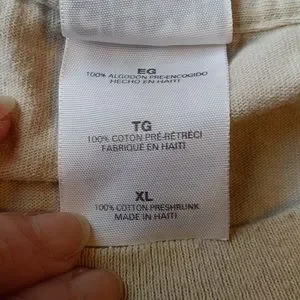 EG
100% ALGODON PRE-ENCOGIDO
HECHO EN HAITI
TG
100% COTON PRÉ-RÉTRÉCI
FABRIQUÉ EN HAITI
XL
100% COTTON PRESHRUNK
MADE IN HAITI